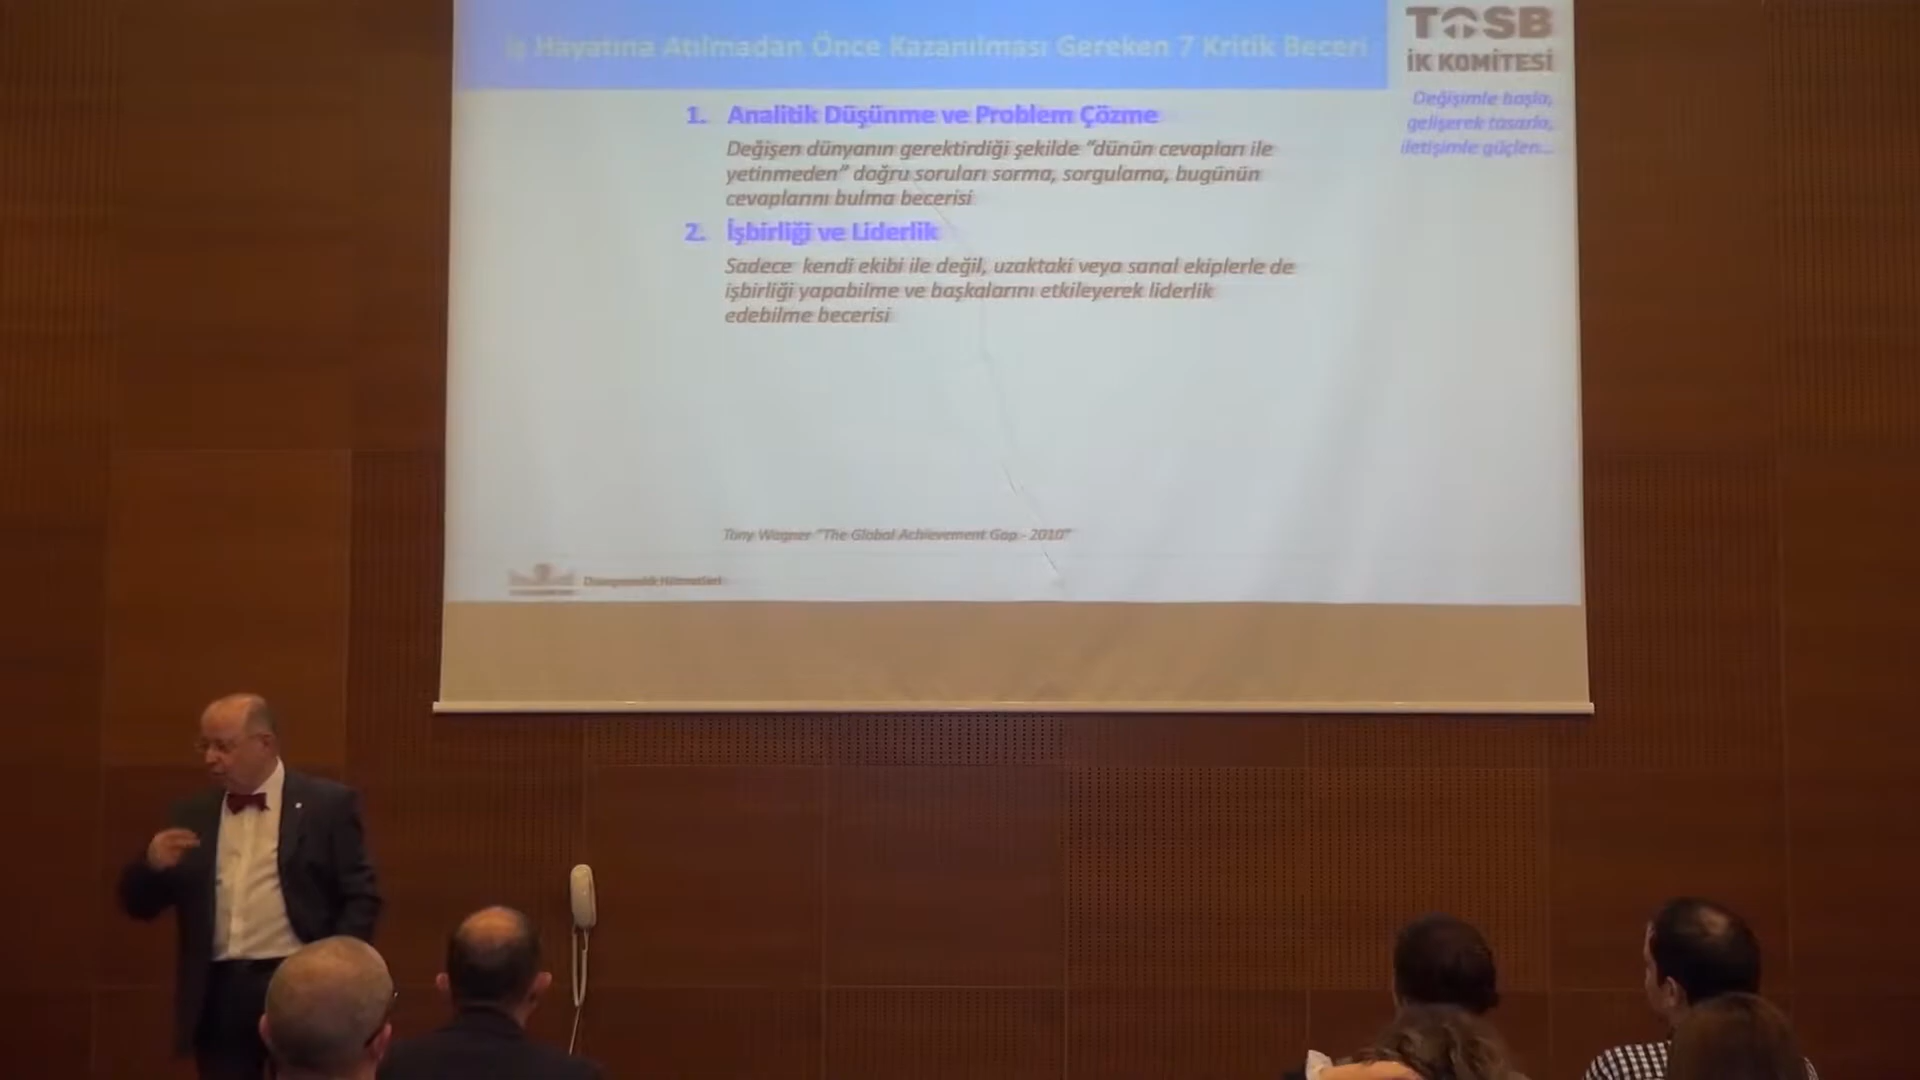 İş Hayatına Atılmadan Önce Kazanılması Gereken 7 Kritik Beceri
TOSB
İK KOMİTESİ
Değişimle başla,
gelişerek tasarla,
iletişimle güçlen...
1. Analitik Düşünme ve Problem Çözme
Değişen dünyanın gerektirdiği şekilde “dünün cevapları ile
yetinmeden” doğru soruları sorma, sorgulama, bugünün
cevaplarını bulma becerisi
2. İşbirliği ve Liderlik
Sadece kendi ekibi ile değil, uzaktaki veya sanal ekiplerle de
işbirliği yapabilme ve başkalarını etkileyerek liderlik
edebilme becerisi
Tony Wagner “The Global Achievement Gap - 2010”
Danışmanlık Hizmetleri